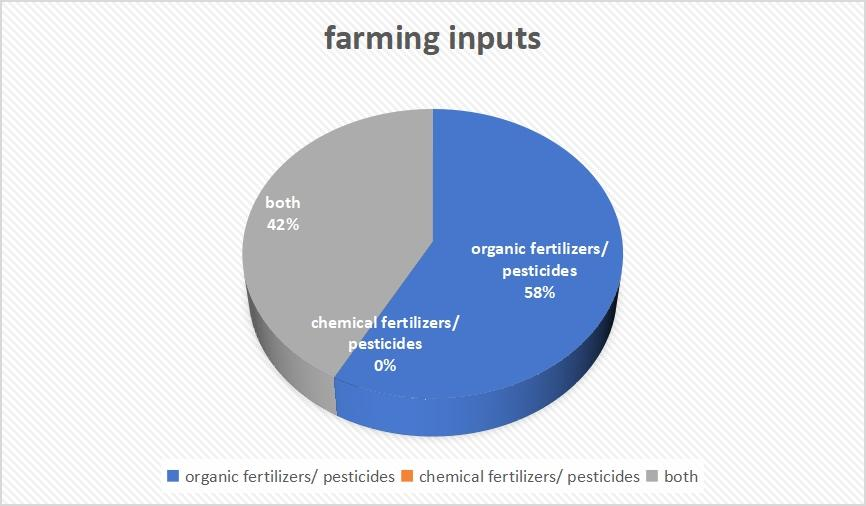 farming inputs
both
42%
organic fertilizers/
pesticides
58%
chemical fertilizers/
pesticides
0%
organic fertilizers/ pesticides chemical fertilizers/ pesticides both